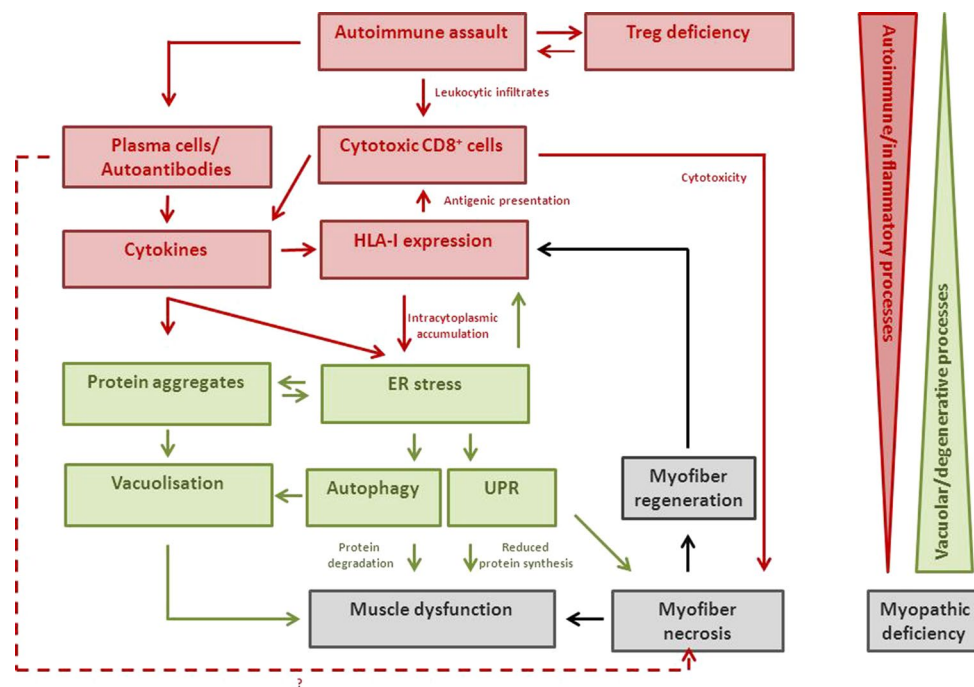 Autoimmune assault
Treg deficiency
Leukocytic infiltrates
Plasma cells/
Autoantibodies
Cytotoxic CD8⁺ cells
Cytotoxicity
Antigenic presentation
Cytokines
HLA-I expression
Intracytoplasmic
accumulation
Protein aggregates
ER stress
Vacuolisation
Autophagy
UPR
Myofiber
regeneration
Protein
degradation
Reduced
protein synthesis
Muscle dysfunction
Myofiber
necrosis
?
Autoimmune/inflammatory processes
Vacuolar/degenerative processes
Myopathic
deficiency